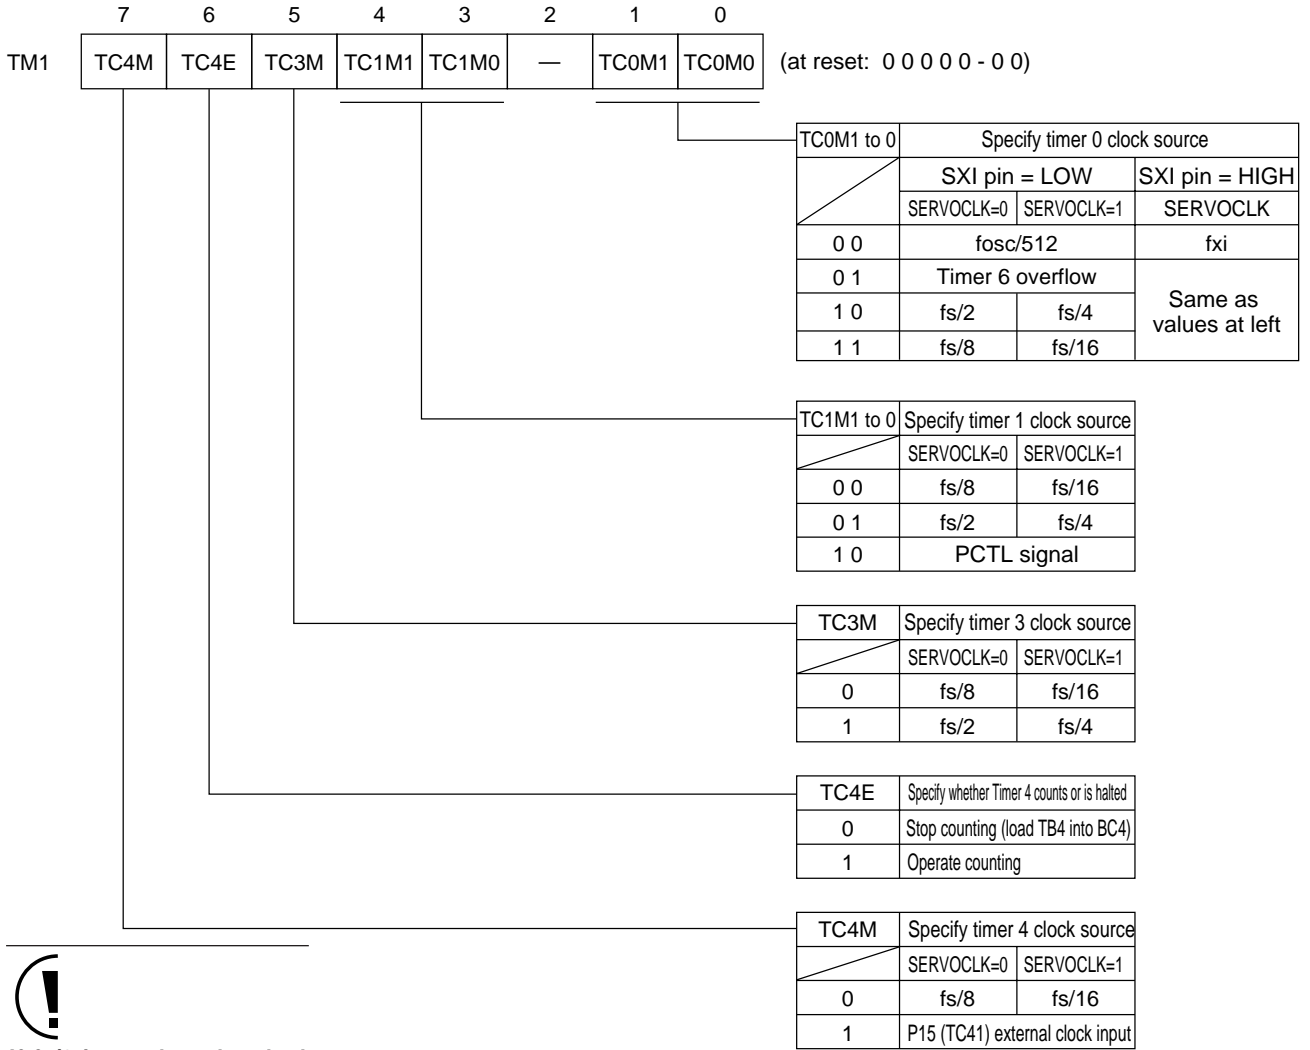 7 6 5 4 3 2 1 0
TM1 TC4M TC4E TC3M TC1M1 TC1M0 — TC0M1 TC0M0 (at reset: 0 0 0 0 0 - 0 0)
TC0M1 to 0 Specify timer 0 clock source
SXI pin = LOW SXI pin = HIGH
SERVOCLK=0 SERVOCLK=1 SERVOCLK
0 0 fosc/512 fxi
0 1 Timer 6 overflow
1 0 fs/2 fs/4
Same as
values at left
1 1 fs/8 fs/16
TC1M1 to 0 Specify timer 1 clock source
SERVOCLK=0 SERVOCLK=1
0 0 fs/8 fs/16
0 1 fs/2 fs/4
1 0 PCTL signal
TC3M Specify timer 3 clock source
SERVOCLK=0 SERVOCLK=1
0 fs/8 fs/16
1 fs/2 fs/4
TC4E Specify whether Timer 4 counts or is halted
0 Stop counting (load TB4 into BC4)
1 Operate counting
TC4M Specify timer 4 clock source
SERVOCLK=0 SERVOCLK=1
0 fs/8 fs/16
1 P15 (TC41) external clock input